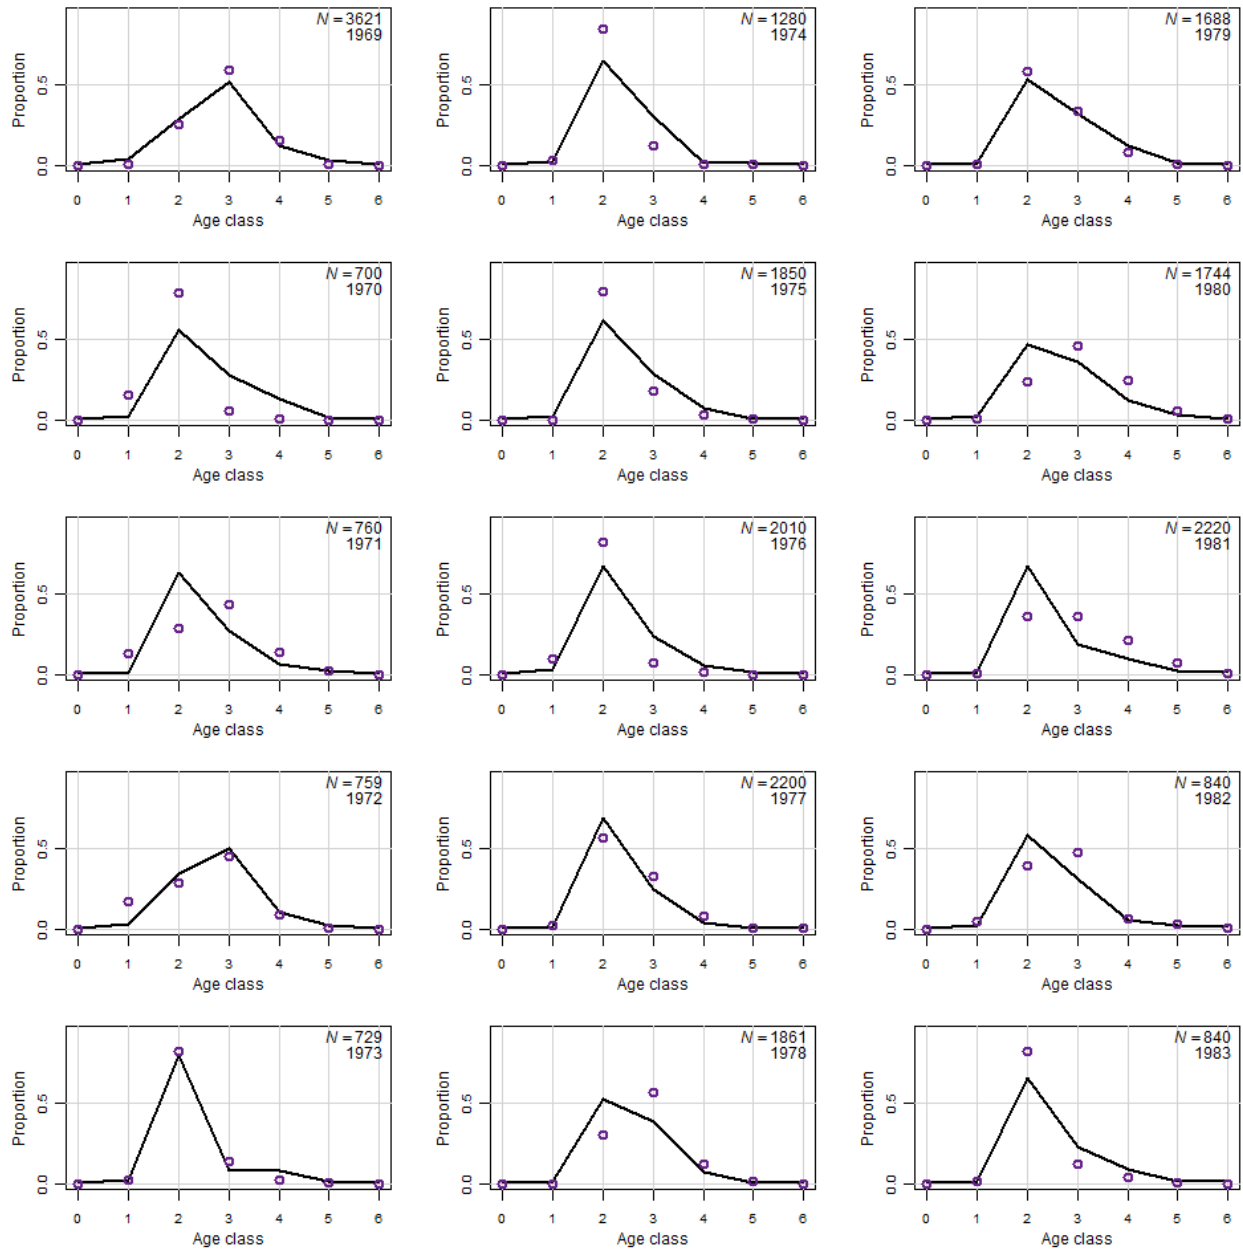 N = 3621
1969
Proportion
0.5
0.0
0 1 2 3 4 5 6
Age class
N = 1280
1974
Proportion
0.5
0.0
0 1 2 3 4 5 6
Age class
N = 1688
1979
Proportion
0.5
0.0
0 1 2 3 4 5 6
Age class
N = 700
1970
Proportion
0.5
0.0
0 1 2 3 4 5 6
Age class
N = 1850
1975
Proportion
0.5
0.0
0 1 2 3 4 5 6
Age class
N = 1744
1980
Proportion
0.5
0.0
0 1 2 3 4 5 6
Age class
N = 760
1971
Proportion
0.5
0.0
0 1 2 3 4 5 6
Age class
N = 2010
1976
Proportion
0.5
0.0
0 1 2 3 4 5 6
Age class
N = 2220
1981
Proportion
0.5
0.0
0 1 2 3 4 5 6
Age class
N = 759
1972
Proportion
0.5
0.0
0 1 2 3 4 5 6
Age class
N = 2200
1977
Proportion
0.5
0.0
0 1 2 3 4 5 6
Age class
N = 840
1982
Proportion
0.5
0.0
0 1 2 3 4 5 6
Age class
N = 729
1973
Proportion
0.5
0.0
0 1 2 3 4 5 6
Age class
N = 1861
1978
Proportion
0.5
0.0
0 1 2 3 4 5 6
Age class
N = 840
1983
Proportion
0.5
0.0
0 1 2 3 4 5 6
Age class